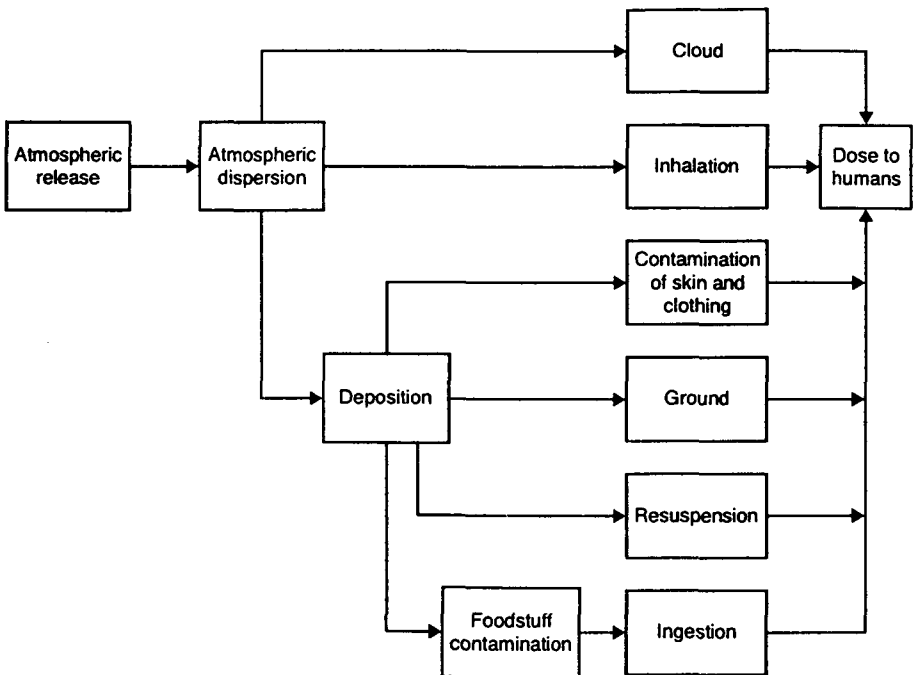 Cloud
Atmospheric
release
Atmospheric
dispersion
Inhalation
Dose to
humans
Contamination
of skin and
clothing
Deposition
Ground
Resuspension
Foodstuff
contamination
Ingestion